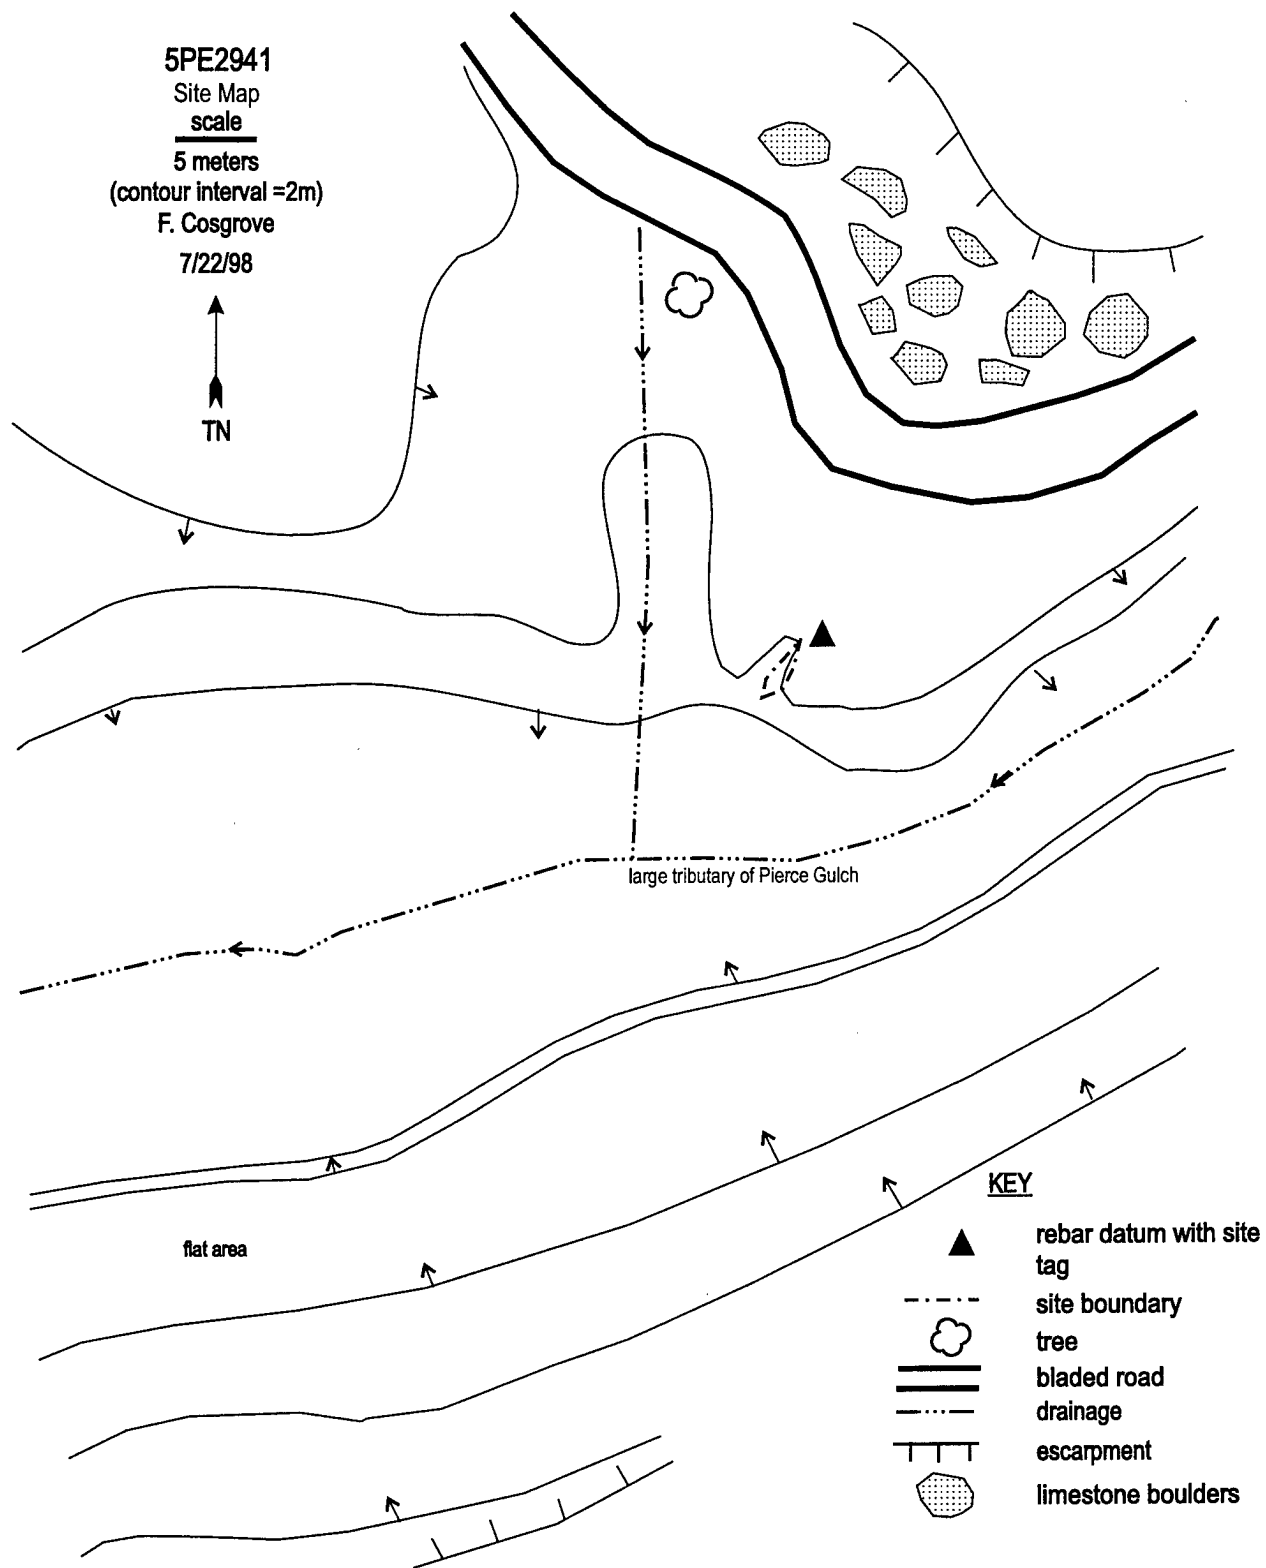 5PE2941
Site Map
scale
5 meters
(contour interval =2m)
F. Cosgrove
7/22/98
TN
large tributary of Pierce Gulch
flat area
KEY
rebar datum with site
tag
site boundary
tree
bladed road
drainage
escarpment
limestone boulders